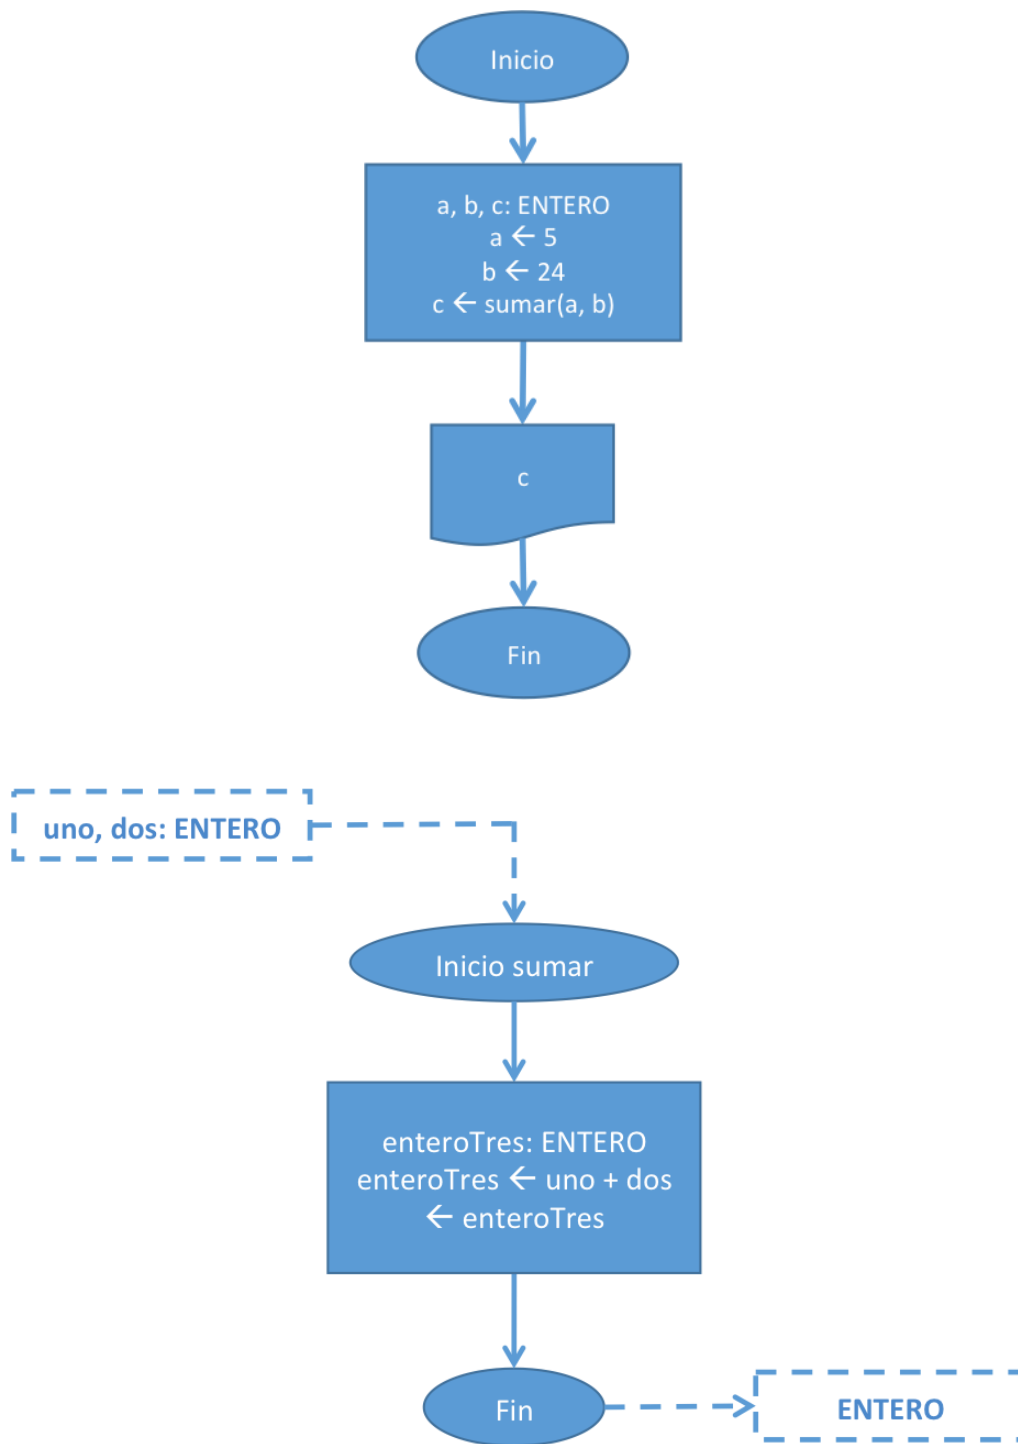 Inicio
a, b, c: ENTERO
a ← 5
b ← 24
c ← sumar(a, b)
c
Fin
uno, dos: ENTERO
Inicio sumar
enteroTres: ENTERO
enteroTres ← uno + dos
← enteroTres
Fin
ENTERO